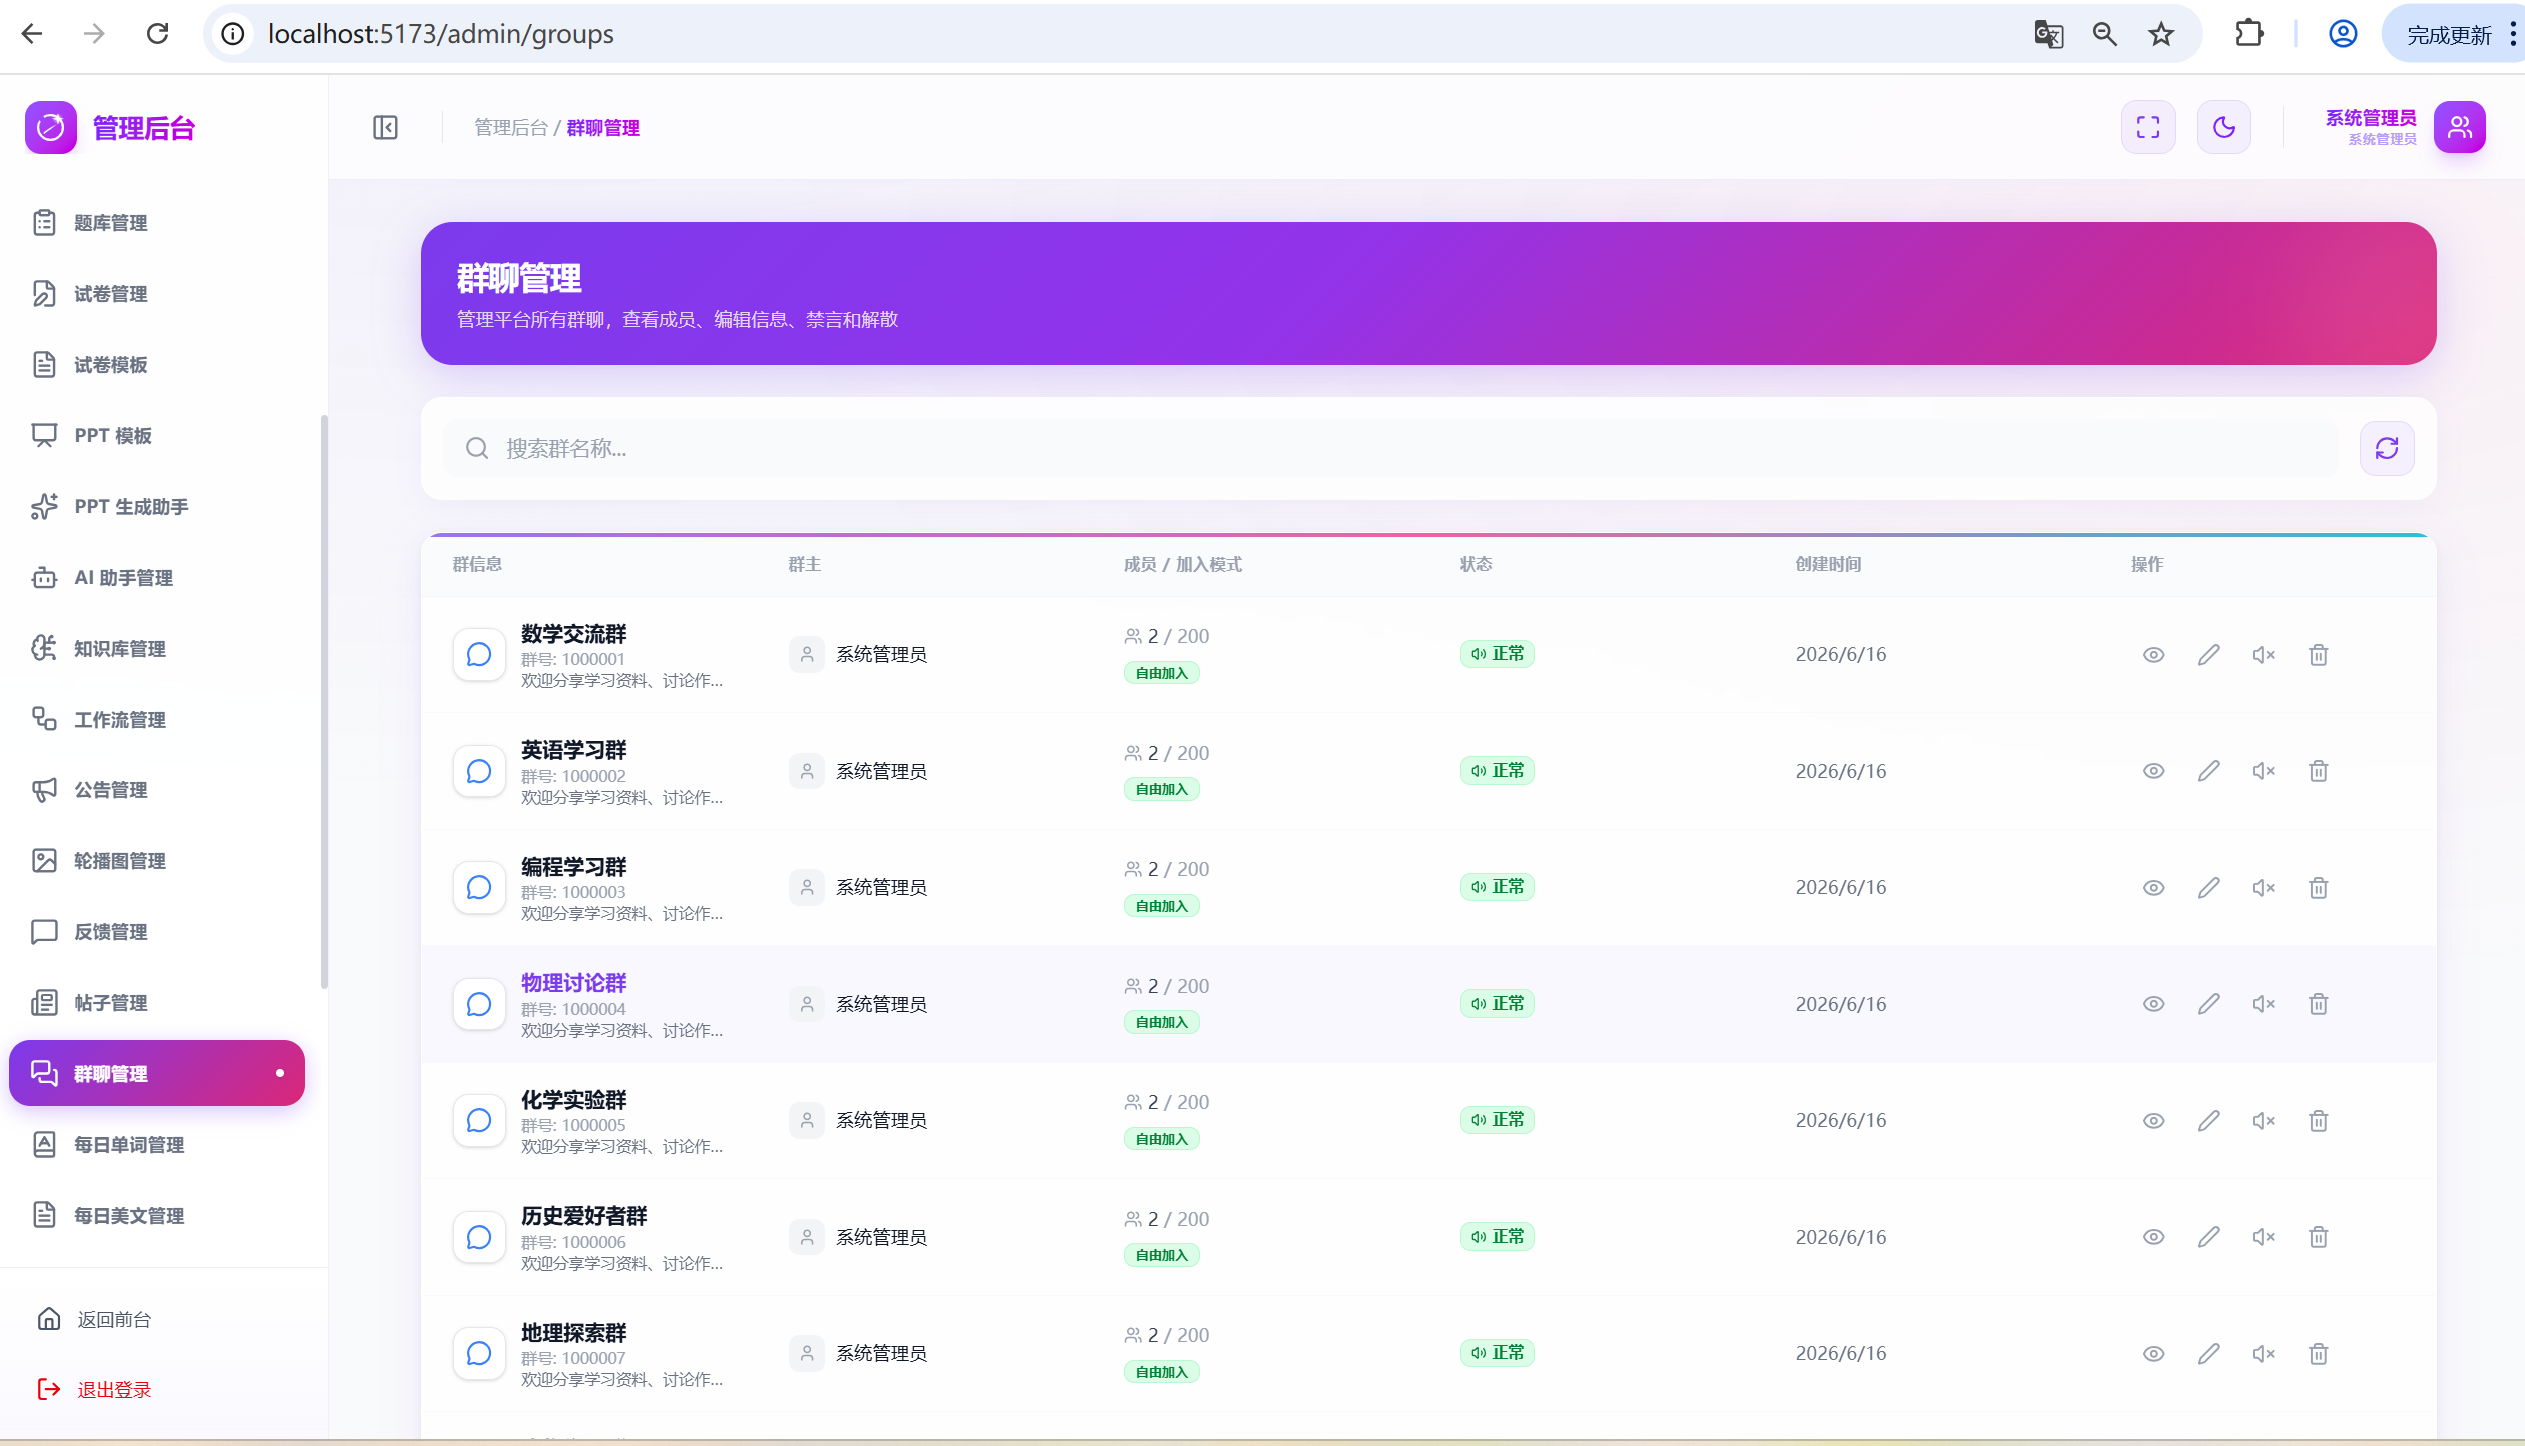 localhost:5173/admin/groups
完成更新
管理后台
管理后台 / 群聊管理
系统管理员
系统管理员
题库管理
试卷管理
试卷模板
PPT 模板
PPT 生成助手
AI 助手管理
知识库管理
工作流管理
公告管理
轮播图管理
反馈管理
帖子管理
群聊管理
每日单词管理
每日美文管理
返回前台
退出登录
群聊管理
管理平台所有群聊，查看成员、编辑信息、禁言和解散
搜索群名称...
群信息 群主 成员 / 加入模式 状态 创建时间 操作
数学交流群
群号: 1000001
欢迎分享学习资料、讨论作...
系统管理员
2 / 200
自由加入
正常
2026/6/16
英语学习群
群号: 1000002
欢迎分享学习资料、讨论作...
系统管理员
2 / 200
自由加入
正常
2026/6/16
编程学习群
群号: 1000003
欢迎分享学习资料、讨论作...
系统管理员
2 / 200
自由加入
正常
2026/6/16
物理讨论群
群号: 1000004
欢迎分享学习资料、讨论作...
系统管理员
2 / 200
自由加入
正常
2026/6/16
化学实验群
群号: 1000005
欢迎分享学习资料、讨论作...
系统管理员
2 / 200
自由加入
正常
2026/6/16
历史爱好者群
群号: 1000006
欢迎分享学习资料、讨论作...
系统管理员
2 / 200
自由加入
正常
2026/6/16
地理探索群
群号: 1000007
欢迎分享学习资料、讨论作...
系统管理员
2 / 200
自由加入
正常
2026/6/16